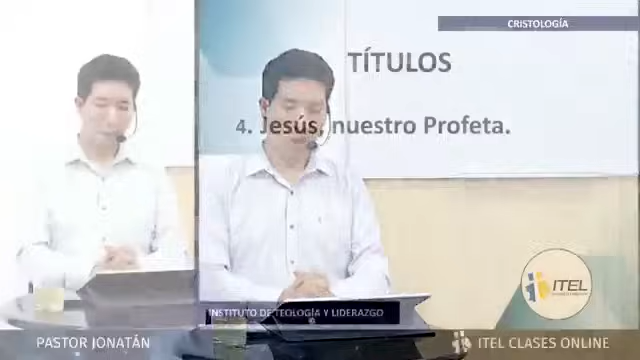 CRISTOLOGÍA
TÍTULOS
4. Jesús, nuestro Profeta.
ITEL
INSTITUTO DE TEOLOGÍA Y LIDERAZGO
PASTOR JONATÁN
ITEL CLASES ONLINE